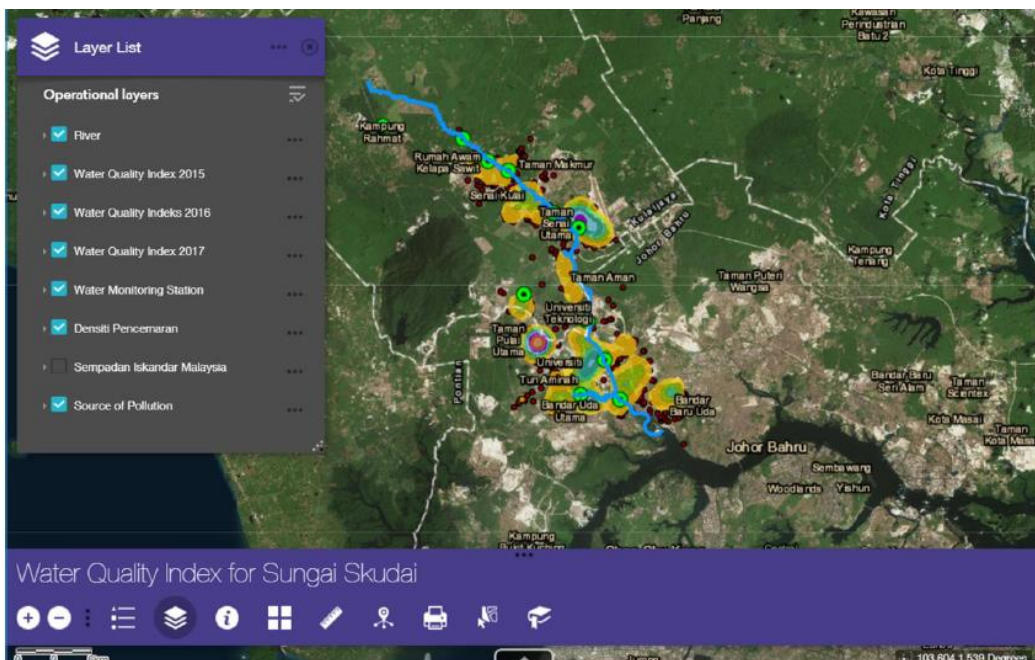 Layer List
Operational layers
River
Water Quality Index 2015
Water Quality Indeks 2016
Water Quality Index 2017
Water Monitoring Station
Densiti Pencemaran
Sempadan Iskandar Malaysia
Source of Pollution
Panjang
Kawasan
Perindustrian
Batu 2
Kota Tinggi
Kampung
Rahmat
Rumah Awam
Kelapa Sawit
Taman Makmur
Senai Kulai
Taman
Senai
Utama
Kulaijaya
Johor Bahru
Kota Tinggi
Kampung
Tenang
Taman Aman
Taman Puteri
Wangsa
Universiti
Teknologi
Taman
Pulai
Utama
Universiti
Pontian
Tun Aminah
Bandar Uda
Utama
Bandar
Baru Uda
Bandar Baru
Seri Alam
Taman
Scientex
Kota Masai
Taman
Kota Masa
Johor Bahru
Sembawang
Woodlands
Yishun
Kampung
Water Quality Index for Sungai Skudai
103.604 1.539 Degrees